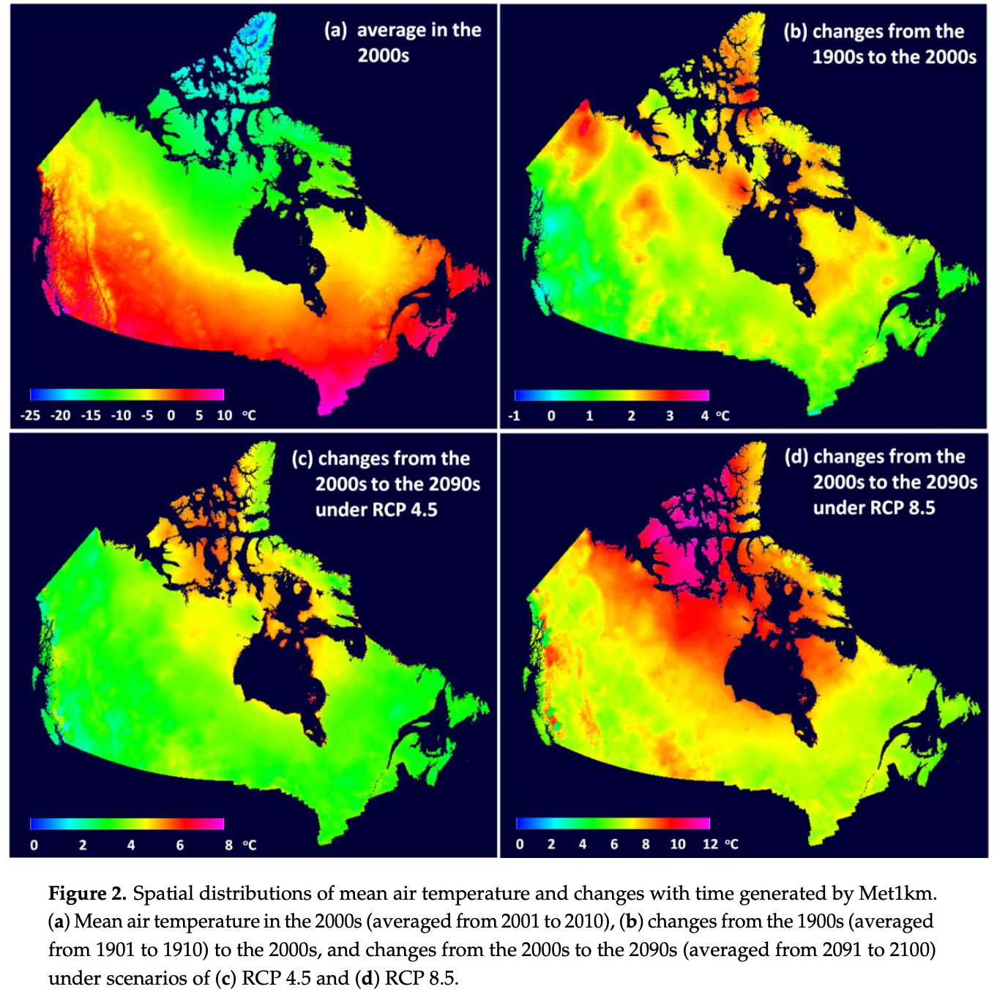 (a) average in the
2000s
-25 -20 -15 -10 -5 0 5 10 °C
(b) changes from the
1900s to the 2000s
-1 0 1 2 3 4 °C
(c) changes from the
2000s to the 2090s
under RCP 4.5
0 2 4 6 8 °C
(d) changes from the
2000s to the 2090s
under RCP 8.5
0 2 4 6 8 10 12 °C
Figure 2. Spatial distributions of mean air temperature and changes with time generated by Met1km.
(a) Mean air temperature in the 2000s (averaged from 2001 to 2010), (b) changes from the 1900s (averaged
from 1901 to 1910) to the 2000s, and changes from the 2000s to the 2090s (averaged from 2091 to 2100)
under scenarios of (c) RCP 4.5 and (d) RCP 8.5.